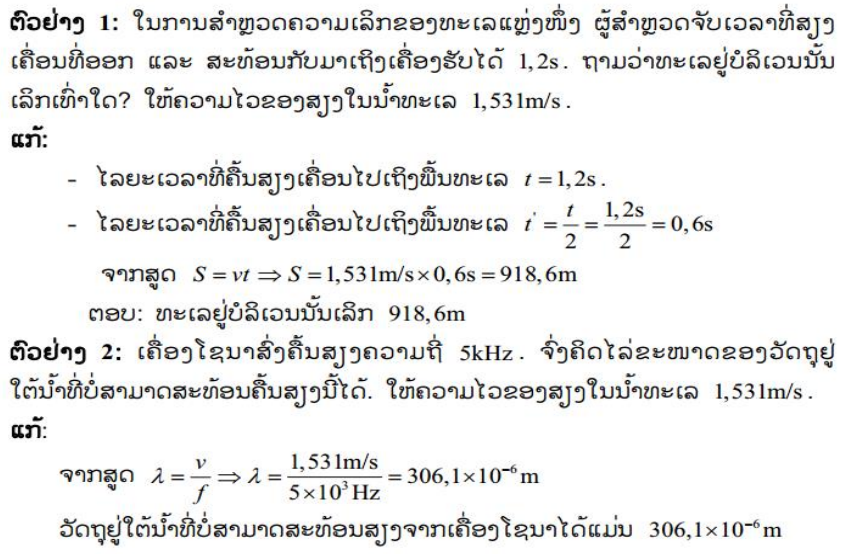 ຕົວຢ່າງ 1: ໃນການສຳຫຼວດຄວາມເລິກຂອງທະເລແຫຼ່ງໜຶ່ງ ຜູ້ສຳຫຼວດຈັບເວລາທີ່ສຽງ
ເຄື່ອນທີ່ອອກ ແລະ ສະທ້ອນກັບມາເຖິງເຄື່ອງຮັບໄດ້ 1,2s. ຖາມວ່າທະເລຢູ່ບໍລິເວນນັ້ນ
ເລິກເທົ່າໃດ? ໃຫ້ຄວາມໄວຂອງສຽງໃນນ້ຳທະເລ 1,531m/s.
ແກ້:
- ໄລຍະເວລາທີ່ຄື້ນສຽງເຄື່ອນໄປເຖິງພື້ນທະເລ t = 1,2s.
- ໄລຍະເວລາທີ່ຄື້ນສຽງເຄື່ອນໄປເຖິງພື້ນທະເລ t' = t/2 = 1,2s/2 = 0,6s
ຈາກສູດ S = vt ⇒ S = 1,531m/s × 0,6s = 918,6m
ຕອບ: ທະເລຢູ່ບໍລິເວນນັ້ນເລິກ 918,6m
ຕົວຢ່າງ 2: ເຄື່ອງໂຊນາສົ່ງຄື້ນສຽງຄວາມຖີ່ 5kHz. ຈົ່ງຄິດໄລ່ຂະໜາດຂອງວັດຖຸຢູ່
ໃຕ້ນ້ຳທີ່ບໍ່ສາມາດສະທ້ອນຄື້ນສຽງນີ້ໄດ້. ໃຫ້ຄວາມໄວຂອງສຽງໃນນ້ຳທະເລ 1,531m/s.
ແກ້:
ຈາກສູດ λ = v/f ⇒ λ = 1,531m/s / 5×10³Hz = 306,1×10⁻⁶m
ວັດຖຸຢູ່ໃຕ້ນ້ຳທີ່ບໍ່ສາມາດສະທ້ອນສຽງຈາກເຄື່ອງໂຊນາໄດ້ແມ່ນ 306,1×10⁻⁶m